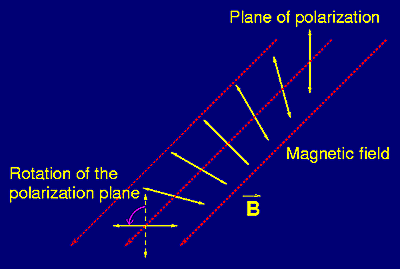 Plane of polarization
Magnetic field
Rotation of the
polarization plane
B